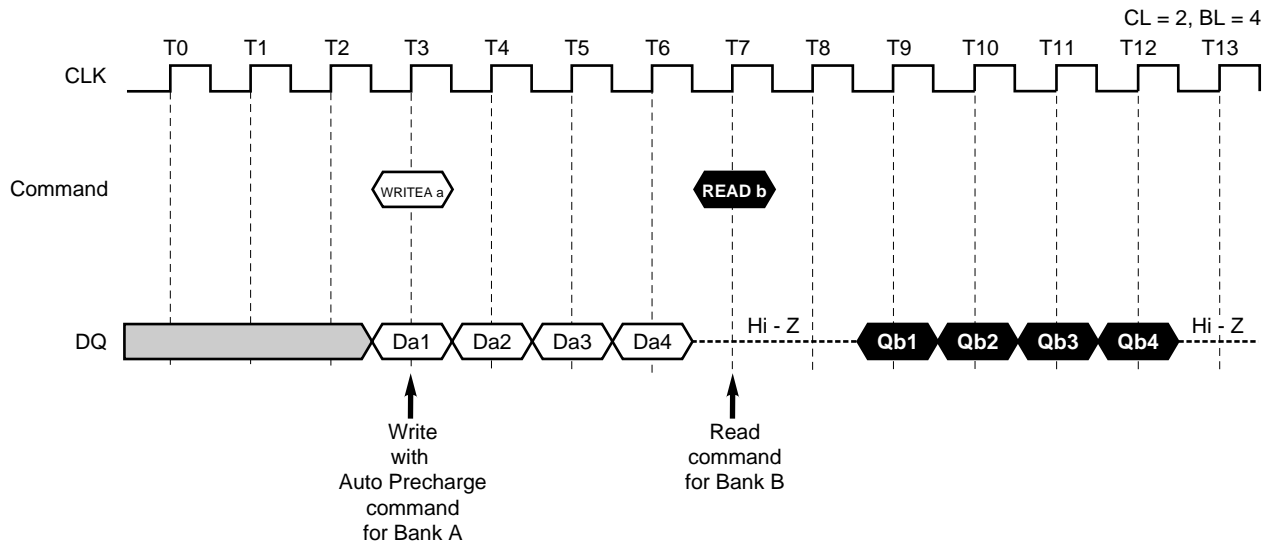 CL = 2, BL = 4
T0 T1 T2 T3 T4 T5 T6 T7 T8 T9 T10 T11 T12 T13
CLK
Command WRITEA a READ b
Hi - Z Hi - Z
DQ Da1 Da2 Da3 Da4 Qb1 Qb2 Qb3 Qb4
Write
with
Auto Precharge
command
for Bank A
Read
command
for Bank B